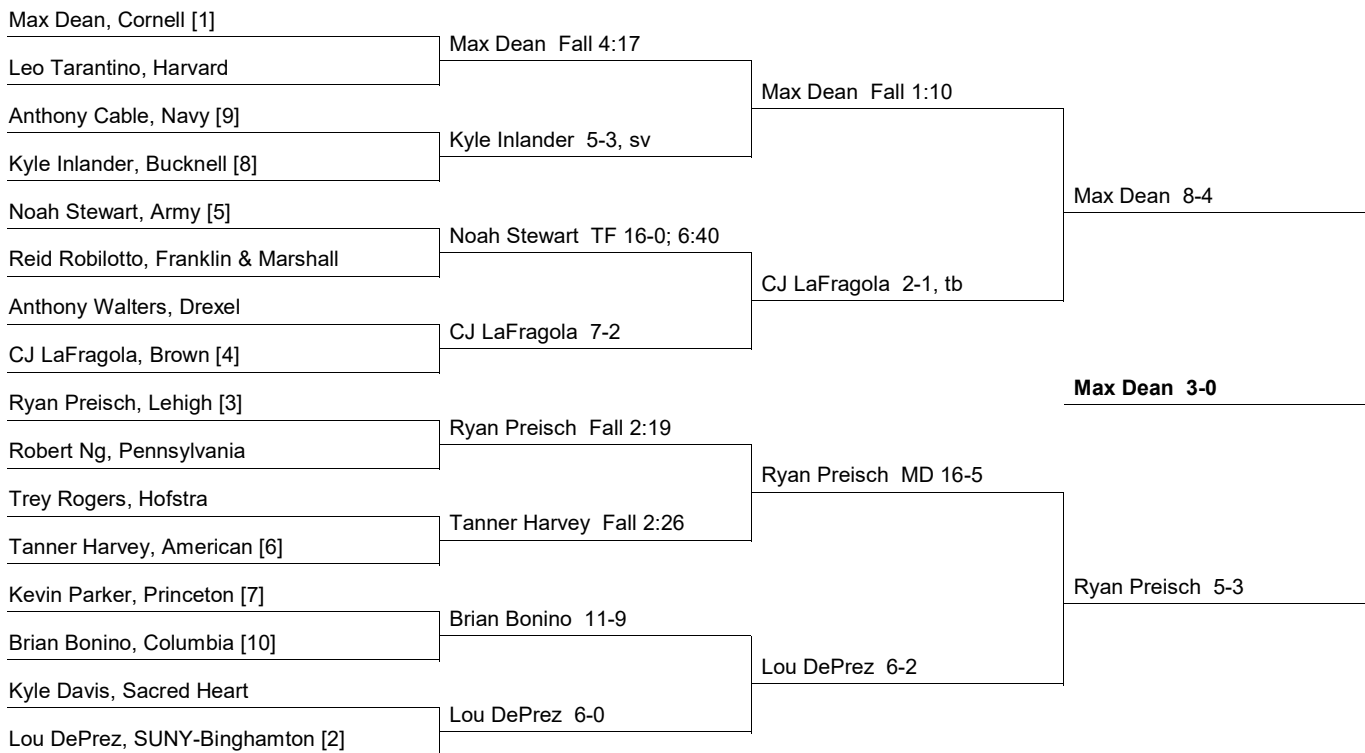 Max Dean, Cornell [1]
Max Dean Fall 4:17
Leo Tarantino, Harvard
Max Dean Fall 1:10
Anthony Cable, Navy [9]
Kyle Inlander 5-3, sv
Kyle Inlander, Bucknell [8]
Max Dean 8-4
Noah Stewart, Army [5]
Noah Stewart TF 16-0; 6:40
Reid Robilotto, Franklin & Marshall
CJ LaFragola 2-1, tb
Anthony Walters, Drexel
CJ LaFragola 7-2
CJ LaFragola, Brown [4]
Max Dean 3-0
Ryan Preisch, Lehigh [3]
Ryan Preisch Fall 2:19
Robert Ng, Pennsylvania
Ryan Preisch MD 16-5
Trey Rogers, Hofstra
Tanner Harvey Fall 2:26
Tanner Harvey, American [6]
Ryan Preisch 5-3
Kevin Parker, Princeton [7]
Brian Bonino 11-9
Brian Bonino, Columbia [10]
Lou DePrez 6-2
Kyle Davis, Sacred Heart
Lou DePrez 6-0
Lou DePrez, SUNY-Binghamton [2]